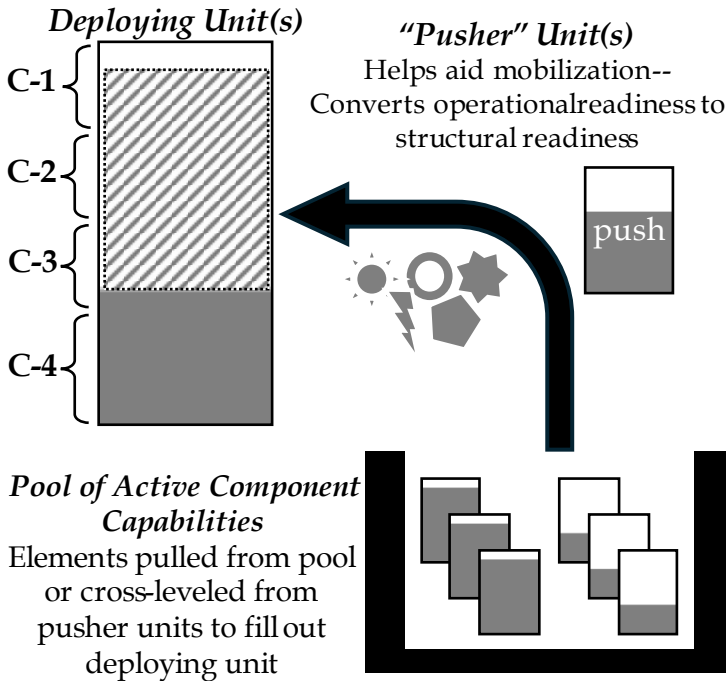 Deploying Unit(s)
C-1
C-2
C-3
C-4
“Pusher” Unit(s)
Helps aid mobilization--
Converts operationalreadiness to
structural readiness
push
Pool of Active Component
Capabilities
Elements pulled from pool
or cross-leveled from
pusher units to fill out
deploying unit